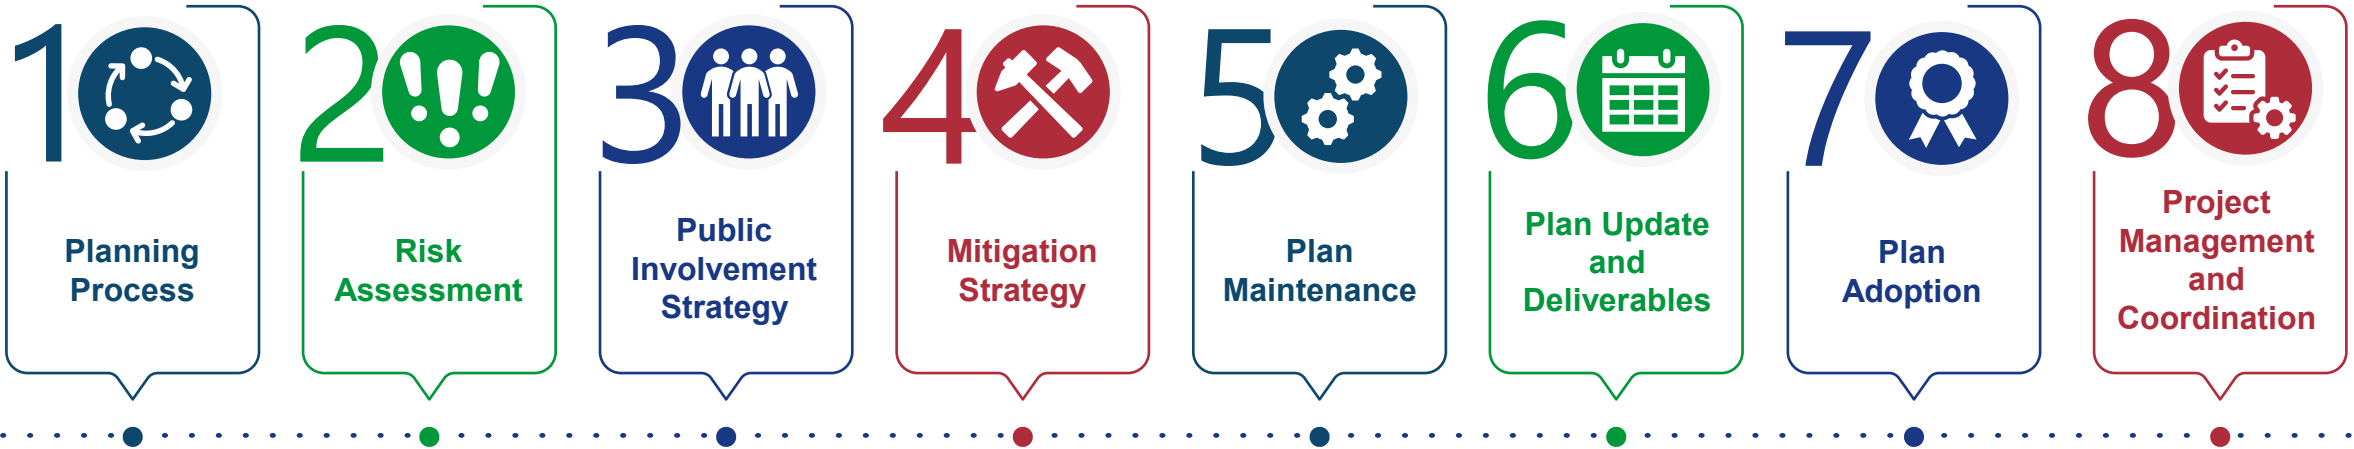 1
Planning
Process
2
Risk
Assessment
3
Public
Involvement
Strategy
4
Mitigation
Strategy
5
Plan
Maintenance
6
Plan Update
and
Deliverables
7
Plan
Adoption
8
Project
Management
and
Coordination